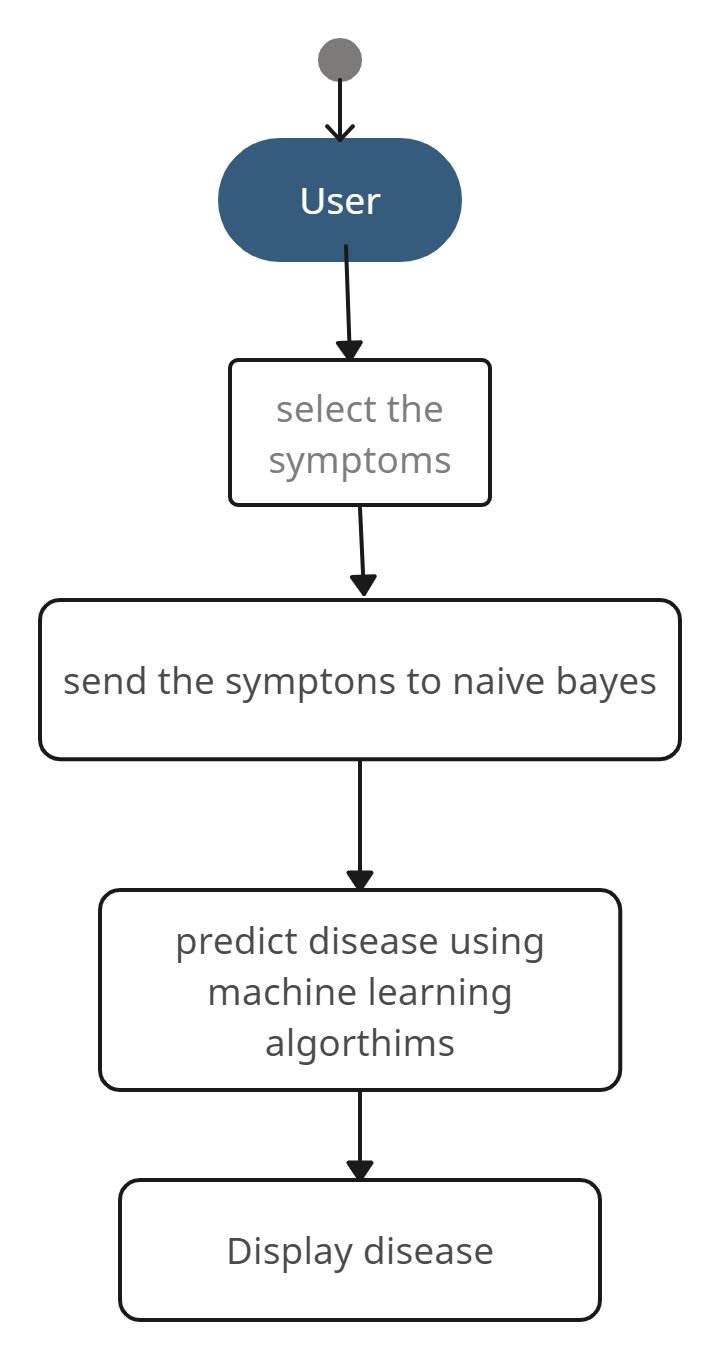 User
select the
symptoms
send the symptons to naive bayes
predict disease using
machine learning
algorthims
Display disease